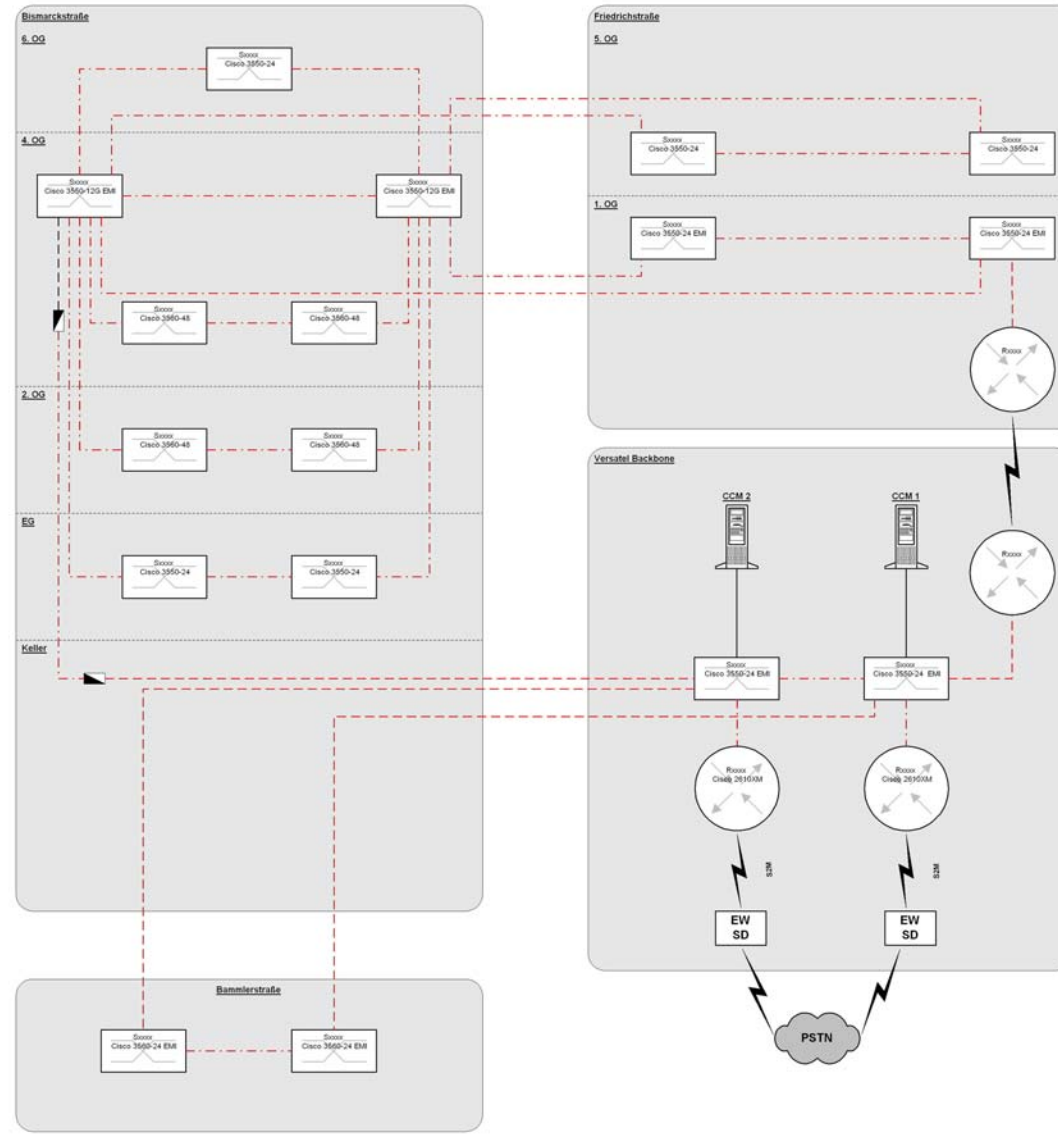 Bismarckstraße
6. OG
Sxxxx
Cisco 3550-24
4. OG
Sxxxx
Cisco 3550-12G EMI
Sxxxx
Cisco 3550-12G EMI
Sxxxx
Cisco 3560-48
Sxxxx
Cisco 3560-48
2. OG
Sxxxx
Cisco 3560-48
Sxxxx
Cisco 3560-48
EG
Sxxxx
Cisco 3550-24
Sxxxx
Cisco 3550-24
Keller
Friedrichstraße
5. OG
Sxxxx
Cisco 3550-24
Sxxxx
Cisco 3550-24
1. OG
Sxxxx
Cisco 3550-24 EMI
Sxxxx
Cisco 3550-24 EMI
Rxxxx
Versatel Backbone
CCM 2
CCM 1
Rxxxx
Sxxxx
Cisco 3550-24 EMI
Sxxxx
Cisco 3550-24 EMI
Rxxxx
Cisco 2610XM
Rxxxx
Cisco 2610XM
S2M
S2M
EW
SD
EW
SD
PSTN
Bammlerstraße
Sxxxx
Cisco 3550-24 EMI
Sxxxx
Cisco 3550-24 EMI